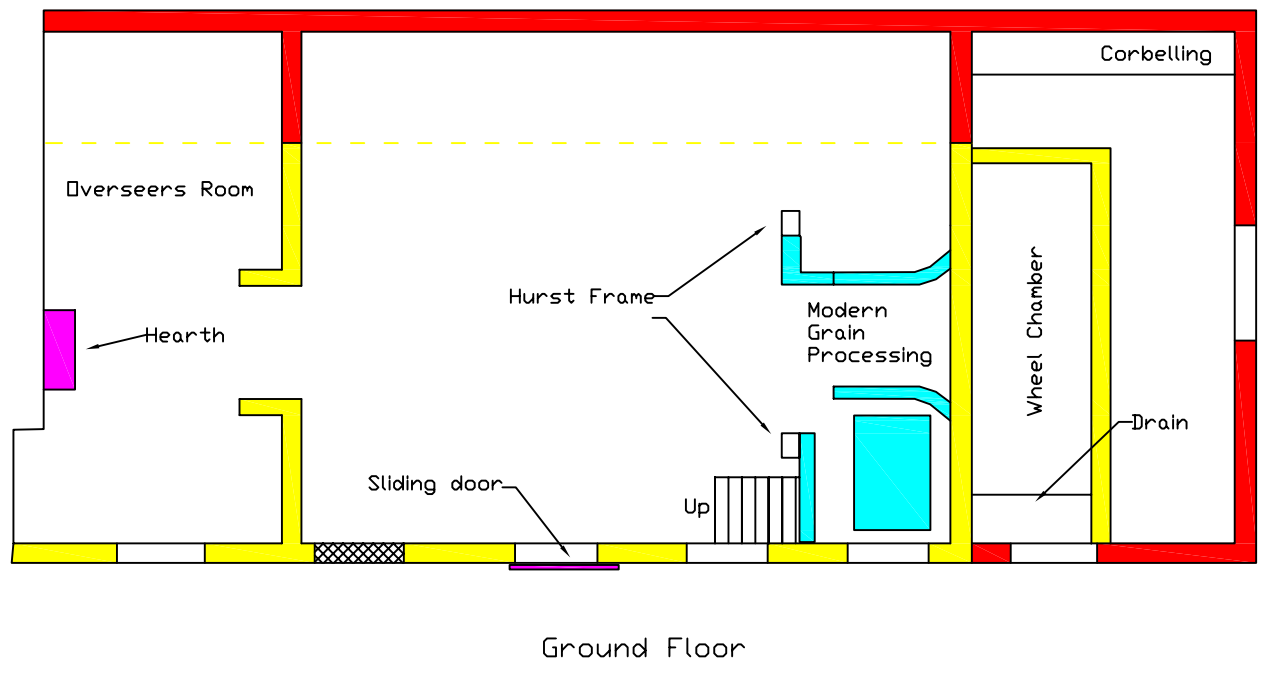 Corbelling
Overseers Room
Hurst Frame
Modern
Grain
Processing
Wheel Chamber
Hearth
Drain
Sliding door
Up
Ground Floor